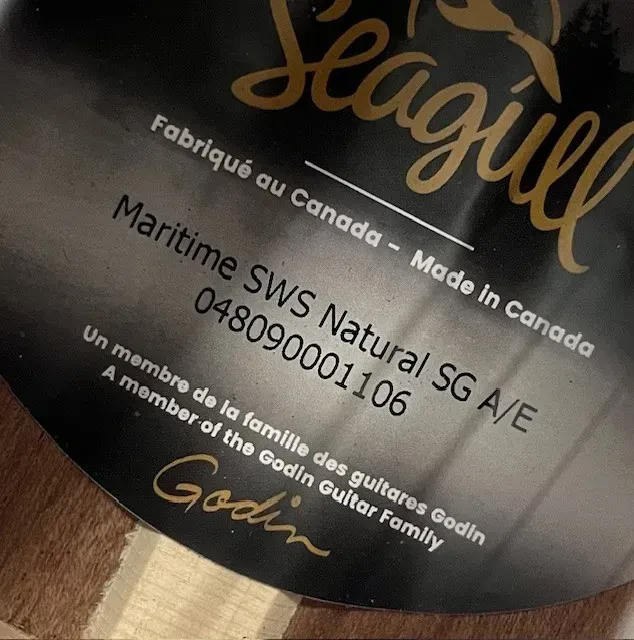 Seagull
Fabriqué au Canada - Made in Canada
Maritime SWS Natural SG A/E
048090001106
Un membre de la famille des guitares Godin
A member of the Godin Guitar Family
Godin